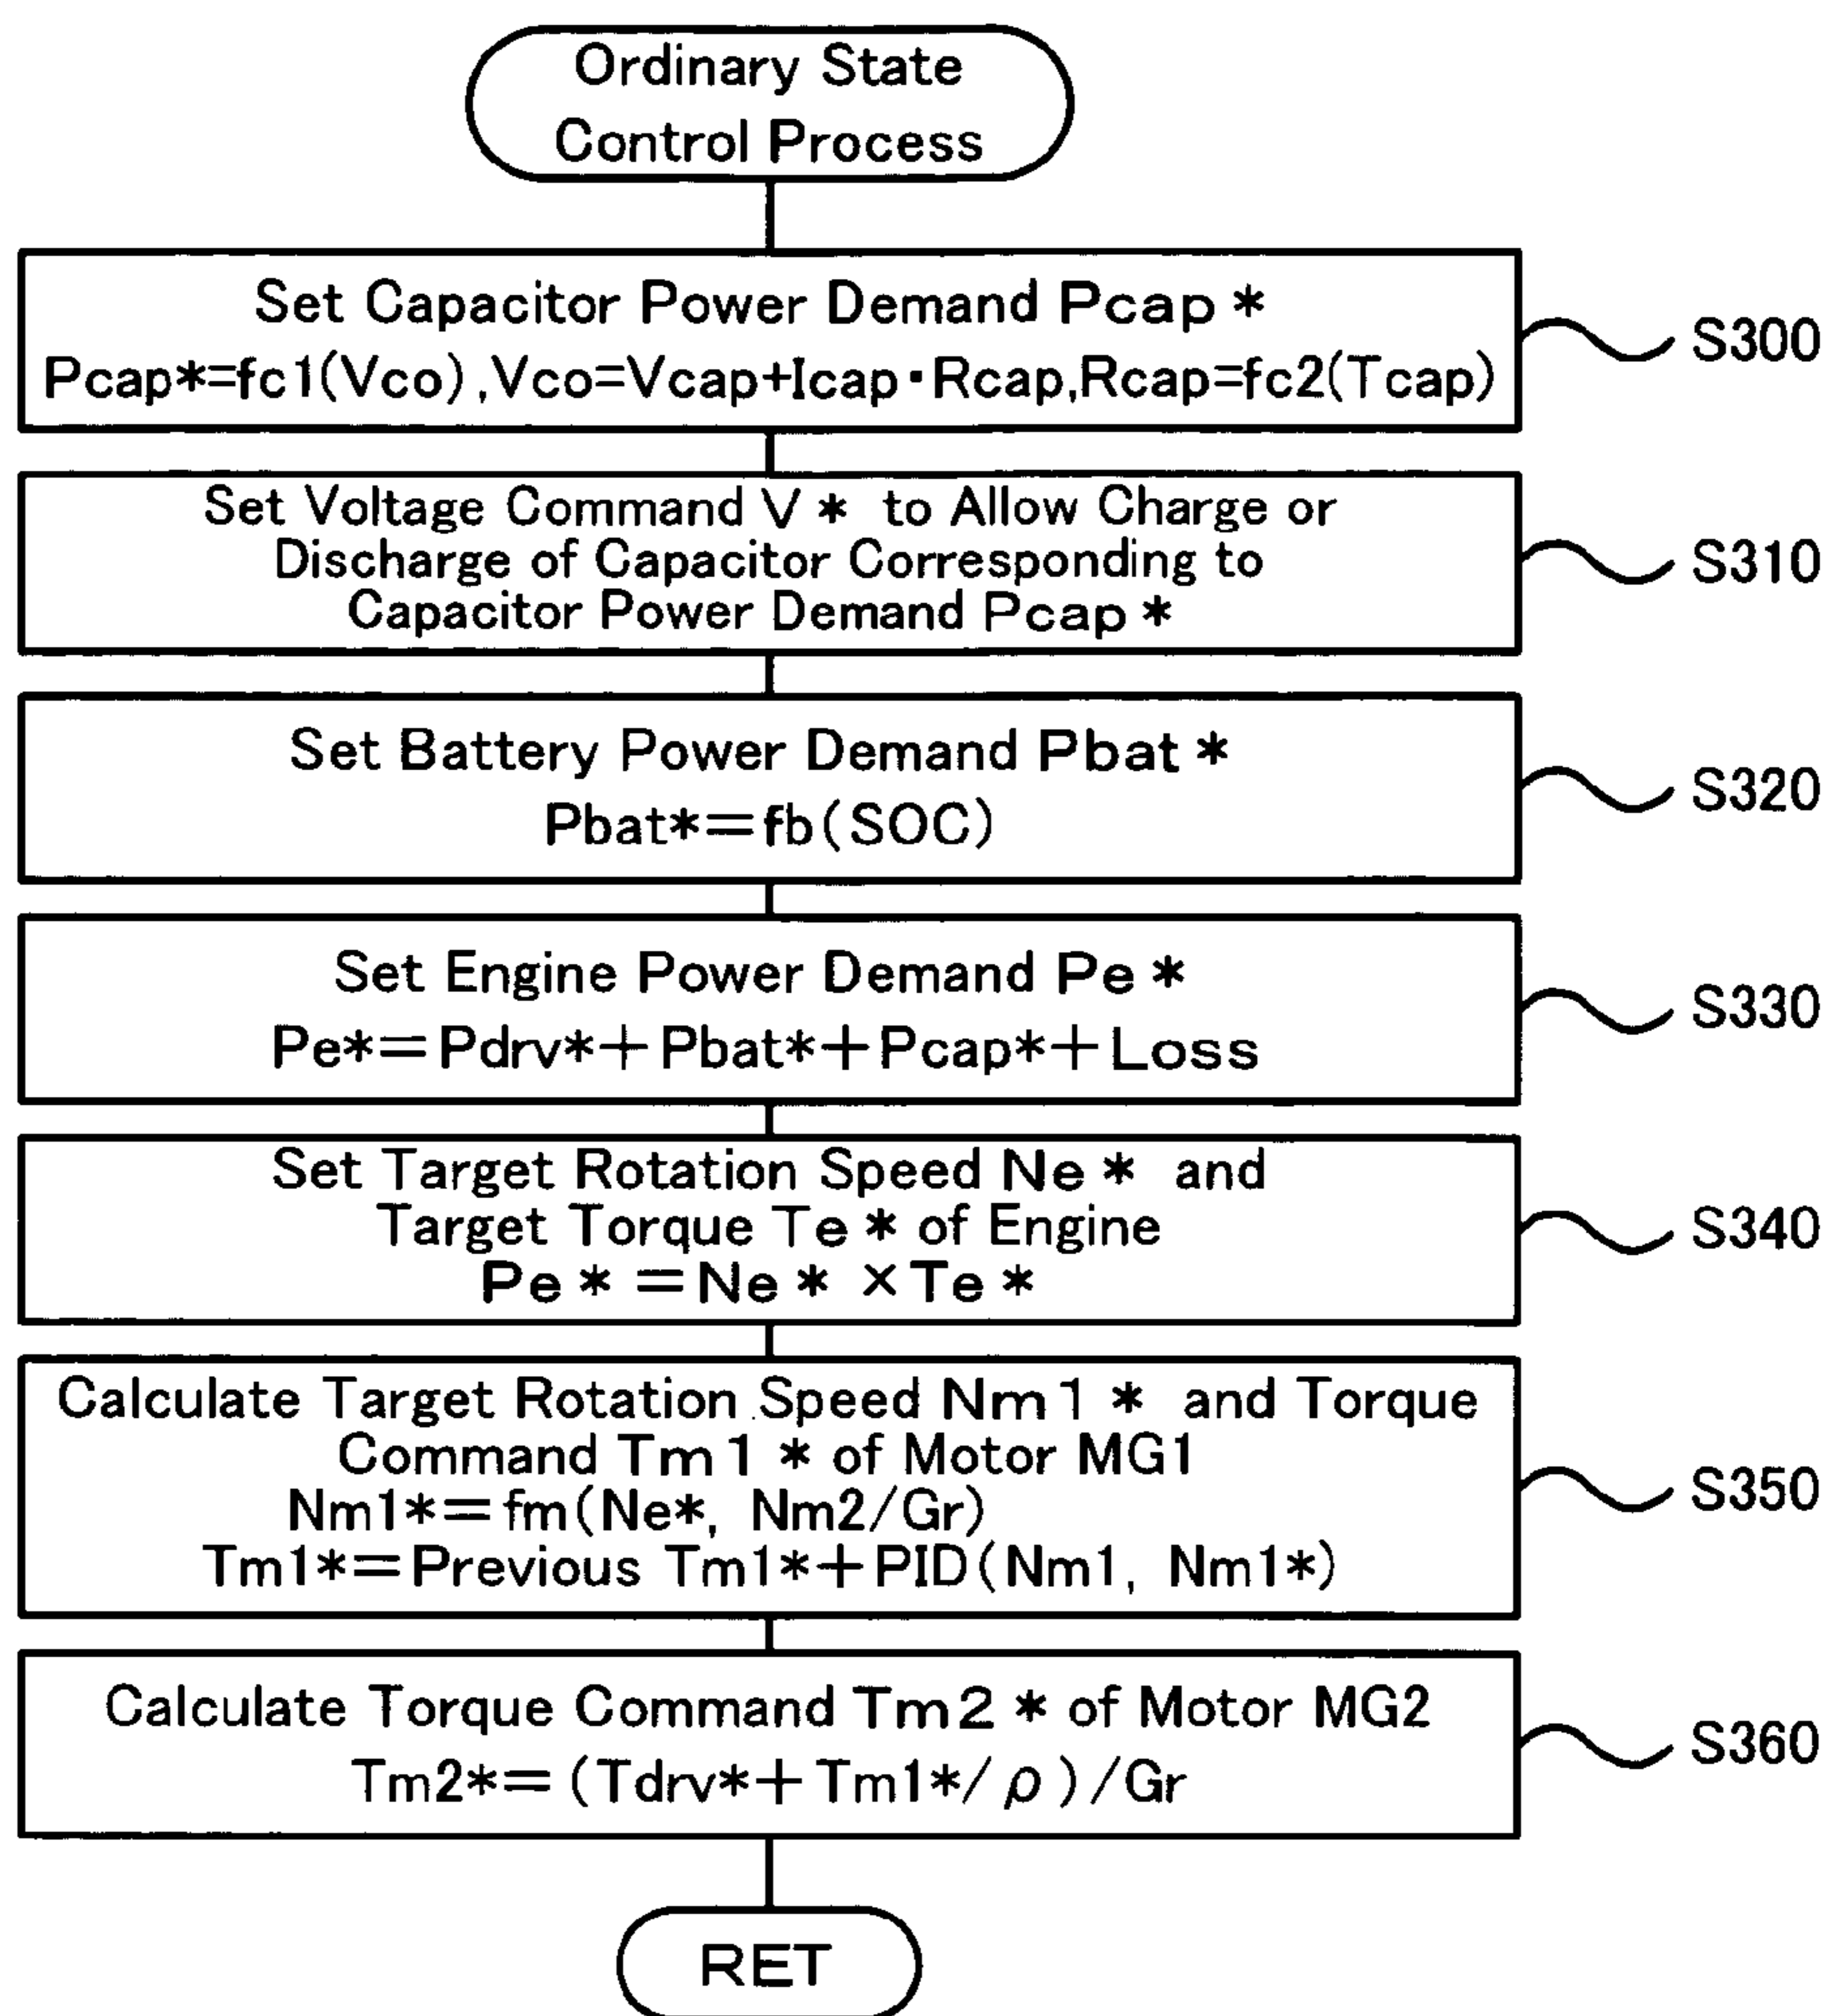 Ordinary State
Control Process
Set Capacitor Power Demand Pcap*
Pcap*=fc1(Vco),Vco=Vcap+Icap・Rcap,Rcap=fc2(Tcap)
S300
Set Voltage Command V* to Allow Charge or
Discharge of Capacitor Corresponding to
Capacitor Power Demand Pcap*
S310
Set Battery Power Demand Pbat*
Pbat*=fb(SOC)
S320
Set Engine Power Demand Pe*
Pe*=Pdrv*+Pbat*+Pcap*+Loss
S330
Set Target Rotation Speed Ne* and
Target Torque Te* of Engine
Pe*=Ne*×Te*
S340
Calculate Target Rotation Speed Nm1* and Torque
Command Tm1* of Motor MG1
Nm1*=fm(Ne*, Nm2/Gr)
Tm1*=Previous Tm1*+PID(Nm1, Nm1*)
S350
Calculate Torque Command Tm2* of Motor MG2
Tm2*=(Tdrv*+Tm1*/ρ)/Gr
S360
RET